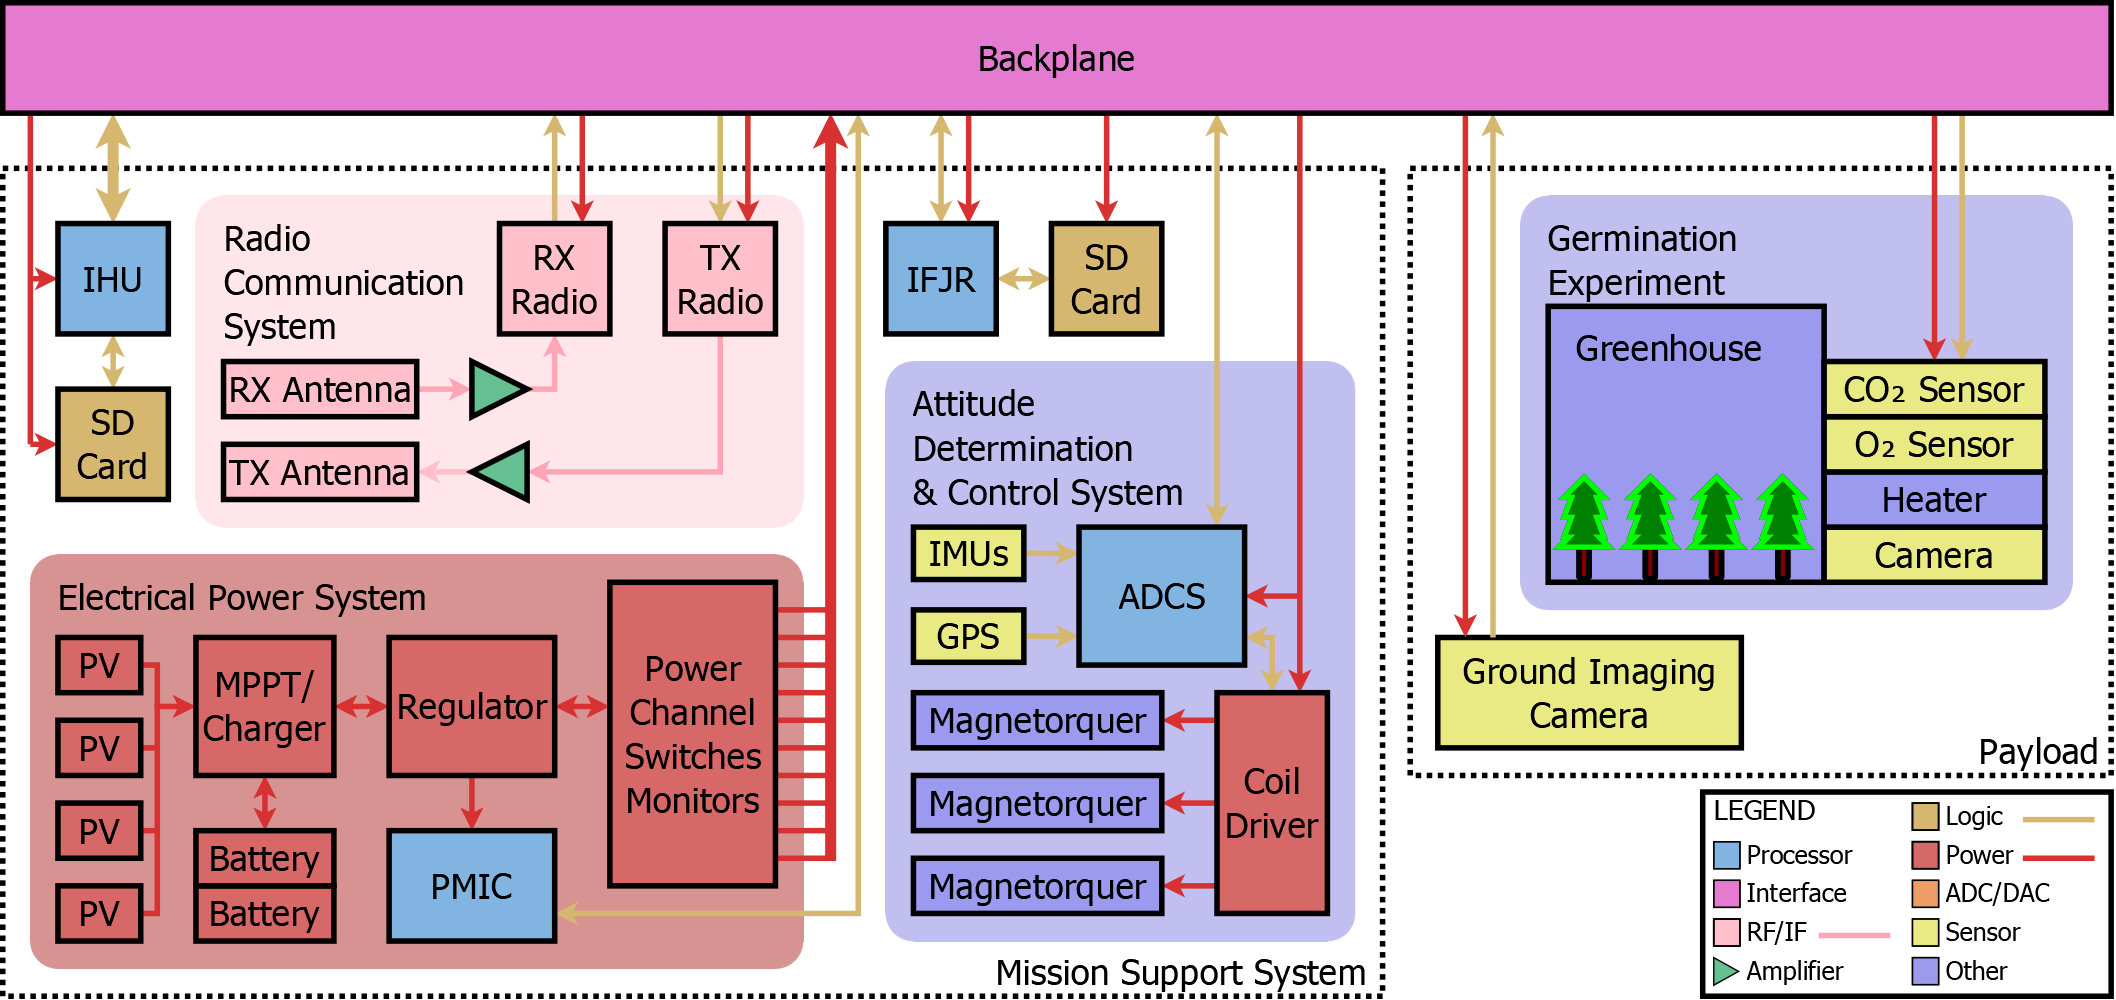 Backplane
IHU
SD
Card
Radio
Communication
System
RX
Radio
TX
Radio
RX Antenna
TX Antenna
IFJR
SD
Card
Attitude
Determination
& Control System
IMUs
GPS
ADCS
Magnetorquer
Magnetorquer
Magnetorquer
Coil
Driver
Electrical Power System
PV
PV
PV
PV
MPPT/
Charger
Battery
Battery
Regulator
PMIC
Power
Channel
Switches
Monitors
Mission Support System
Germination
Experiment
Greenhouse
CO₂ Sensor
O₂ Sensor
Heater
Camera
Ground Imaging
Camera
Payload
LEGEND
Processor
Interface
RF/IF
Amplifier
Logic
Power
ADC/DAC
Sensor
Other